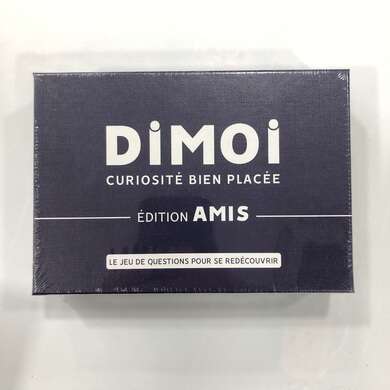 DiMOi
CURIOSITÉ BIEN PLACÉE
ÉDITION AMIS
LE JEU DE QUESTIONS POUR SE REDÉCOUVRIR